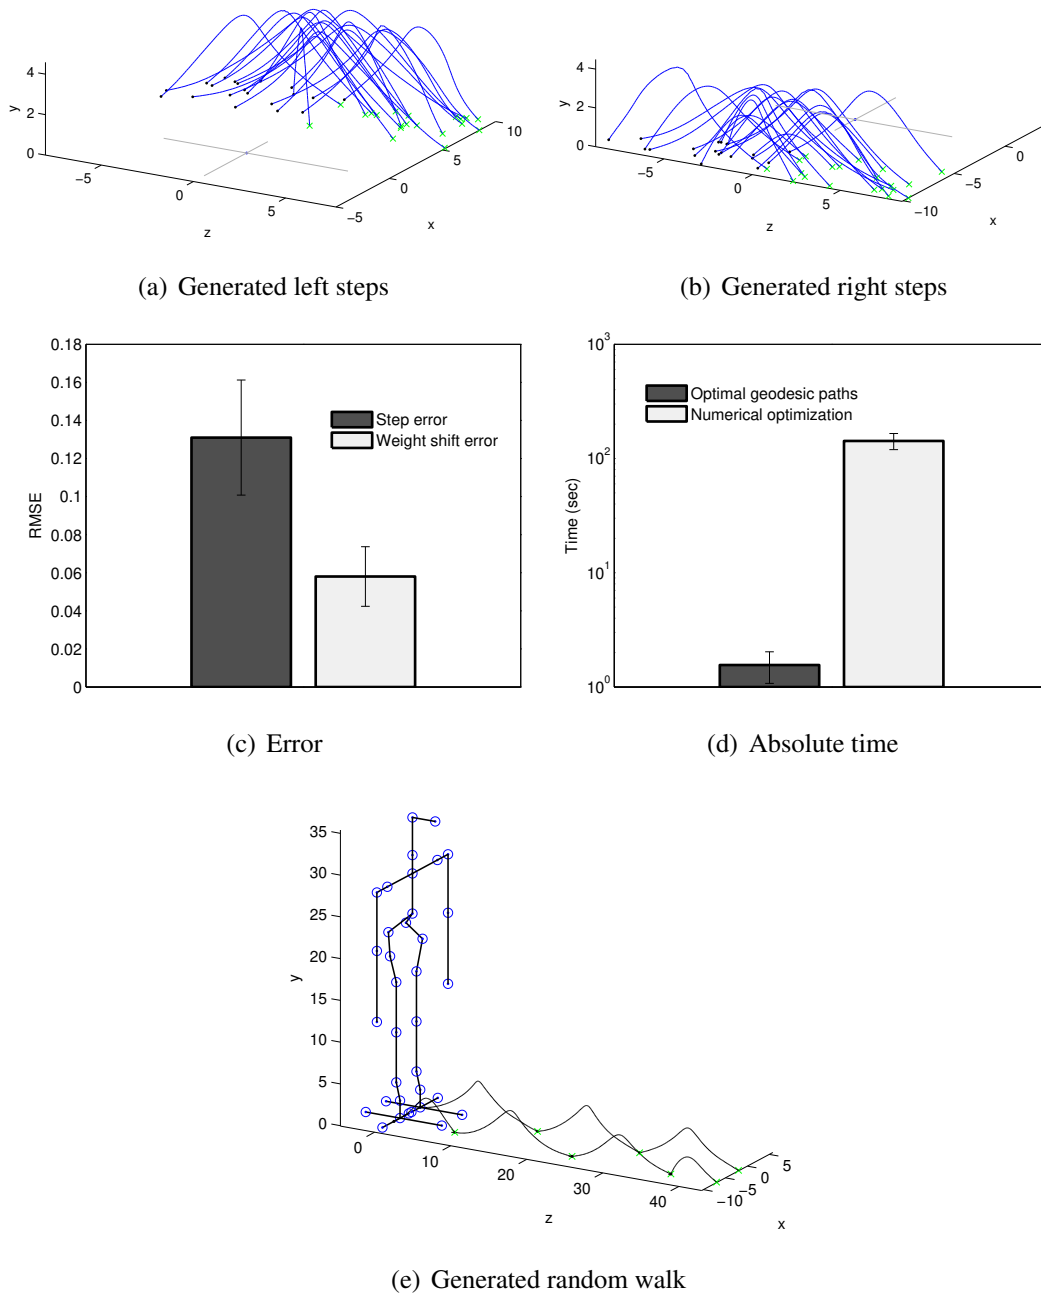 4
2
0
y
−5
0
5
z
−5
0
5
10
x
4
2
0
y
−5
0
5
z
−10
−5
0
x
(a) Generated left steps
(b) Generated right steps
0.18
0.16
0.14
0.12
0.1
0.08
0.06
0.04
0.02
0
RMSE
Step error
Weight shift error
10³
10²
10¹
10⁰
Time (sec)
Optimal geodesic paths
Numerical optimization
(c) Error
(d) Absolute time
35
30
25
20
15
10
5
0
y
0
10
20
30
40
z
−10
−5
0
5
x
(e) Generated random walk